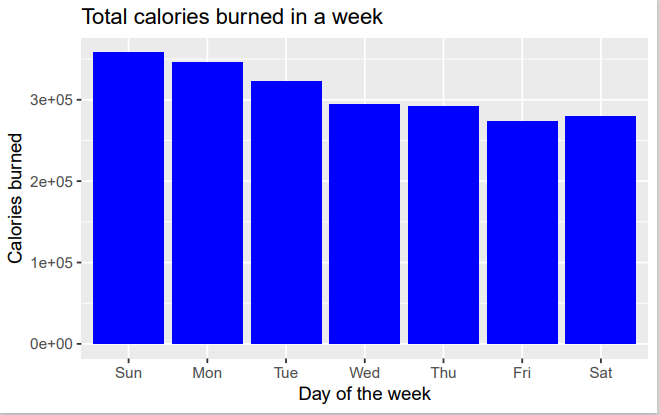 Total calories burned in a week
Calories burned
3e+05
2e+05
1e+05
0e+00
Sun Mon Tue Wed Thu Fri Sat
Day of the week